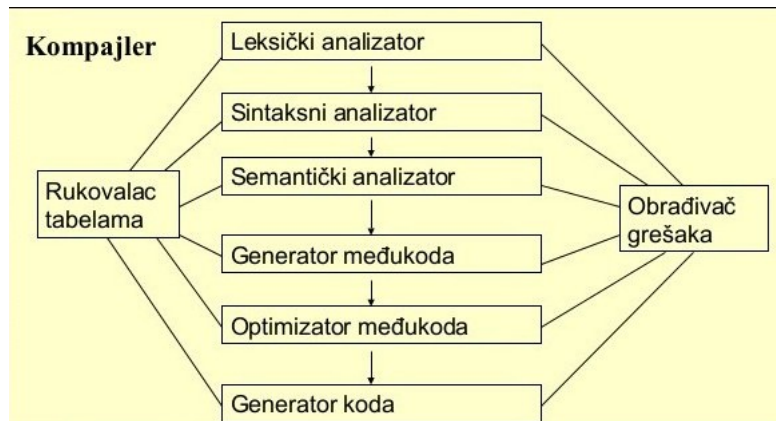 Kompajler
Leksički analizator
Sintaksni analizator
Semantički analizator
Generator međukoda
Optimizator međukoda
Generator koda
Rukovalac
tabelama
Obrađivač
grešaka